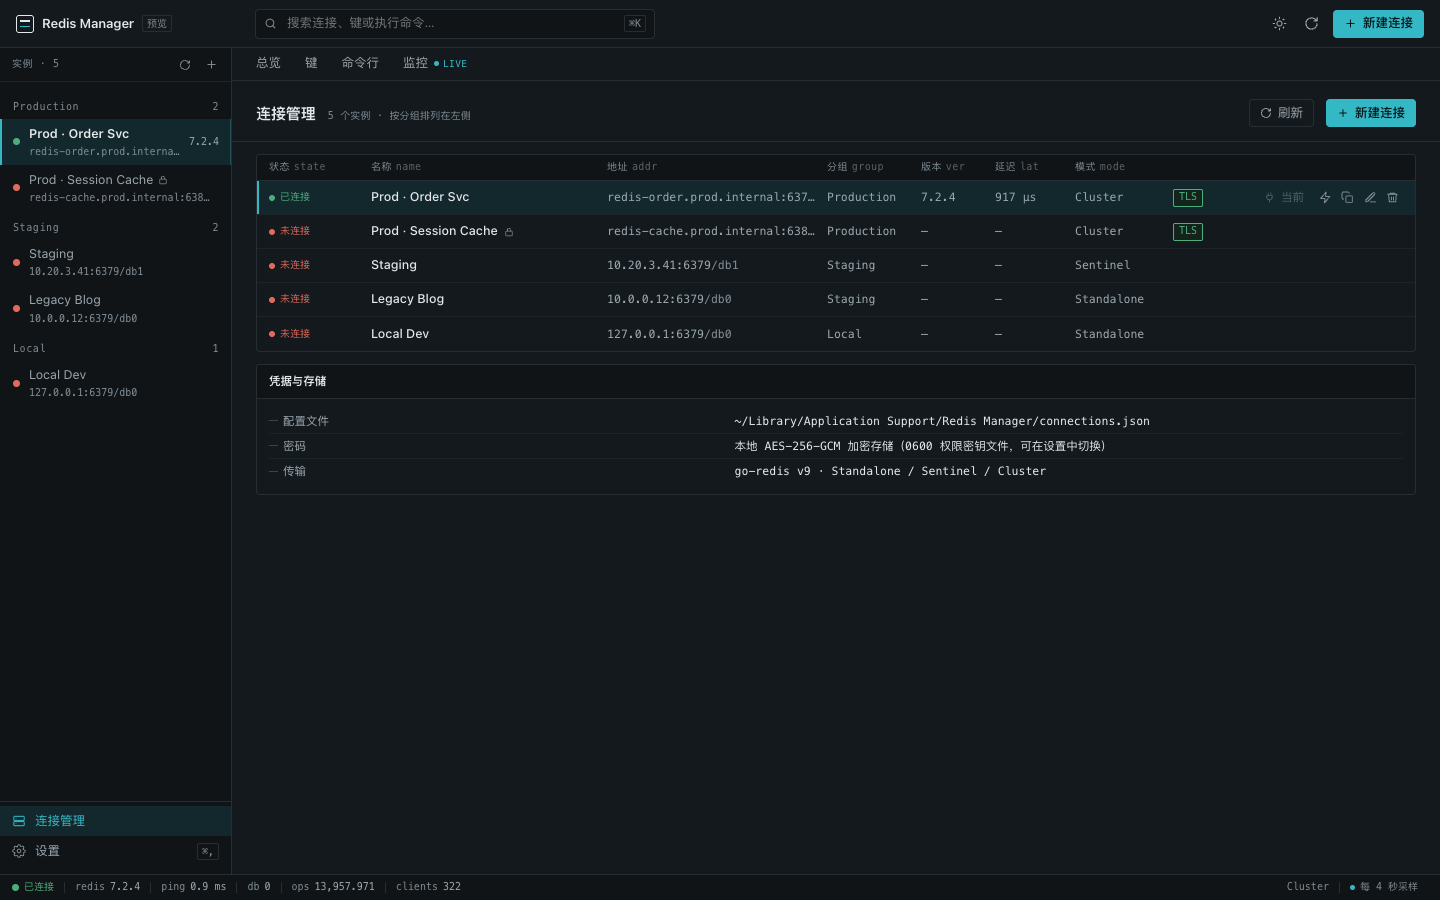 Redis Manager 预览
搜索连接、键或执行命令… ⌘K
新建连接
实例 · 5
总览 键 命令行 监控 LIVE
Production 2
Prod · Order Svc
redis-order.prod.interna… 7.2.4
Prod · Session Cache
redis-cache.prod.internal:638…
Staging 2
Staging
10.20.3.41:6379/db1
Legacy Blog
10.0.0.12:6379/db0
Local 1
Local Dev
127.0.0.1:6379/db0
连接管理
设置 ⌘,
连接管理 5 个实例 · 按分组排列在左侧 刷新 新建连接
状态 state 名称 name 地址 addr 分组 group 版本 ver 延迟 lat 模式 mode
已连接 Prod · Order Svc redis-order.prod.internal:637… Production 7.2.4 917 µs Cluster TLS 当前
未连接 Prod · Session Cache redis-cache.prod.internal:638… Production — — Cluster TLS
未连接 Staging 10.20.3.41:6379/db1 Staging — — Sentinel
未连接 Legacy Blog 10.0.0.12:6379/db0 Staging — — Standalone
未连接 Local Dev 127.0.0.1:6379/db0 Local — — Standalone
凭据与存储
— 配置文件 ~/Library/Application Support/Redis Manager/connections.json
— 密码 本地 AES-256-GCM 加密存储（0600 权限密钥文件，可在设置中切换）
— 传输 go-redis v9 · Standalone / Sentinel / Cluster
已连接 redis 7.2.4 ping 0.9 ms db 0 ops 13,957.971 clients 322 Cluster 每 4 秒采样